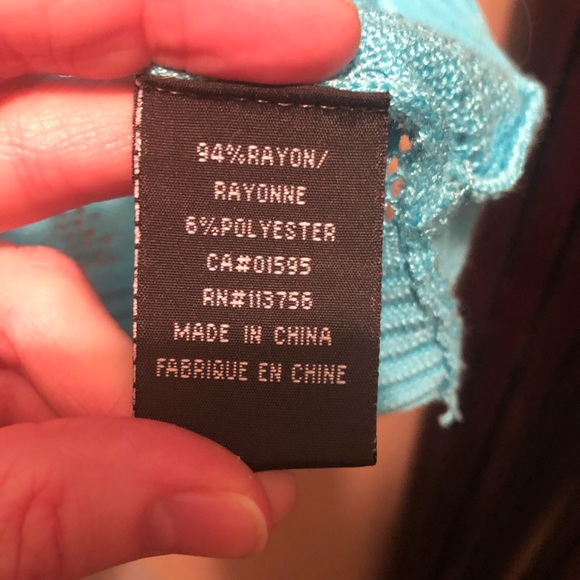 94%RAYON/
RAYONNE
6%POLYESTER
CA#01595
RN#113756
MADE IN CHINA
FABRIQUE EN CHINE